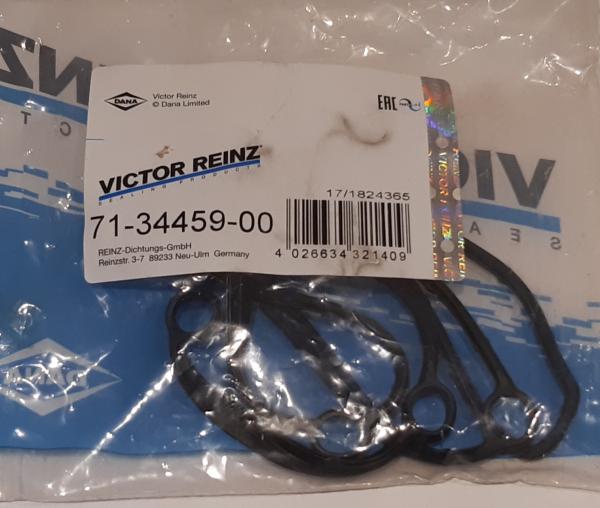 DANA
Victor Reinz
© Dana Limited
EAC
VICTOR REINZ
SEALING PRODUCTS
17/1824365
71-34459-00
REINZ-Dichtungs-GmbH
Reinzstr. 3-7 89233 Neu-Ulm Germany
4 026634 321409
DANA